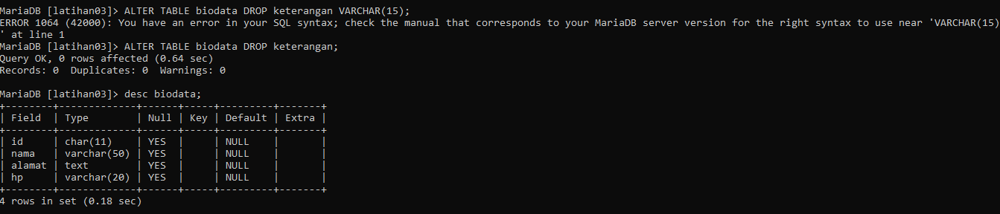 MariaDB [latihan03]> ALTER TABLE biodata DROP keterangan VARCHAR(15);
ERROR 1064 (42000): You have an error in your SQL syntax; check the manual that corresponds to your MariaDB server version for the right syntax to use near 'VARCHAR(15)
' at line 1
MariaDB [latihan03]> ALTER TABLE biodata DROP keterangan;
Query OK, 0 rows affected (0.64 sec)
Records: 0  Duplicates: 0  Warnings: 0

MariaDB [latihan03]> desc biodata;
+--------+-------------+------+-----+---------+-------+
| Field  | Type        | Null | Key | Default | Extra |
+--------+-------------+------+-----+---------+-------+
| id     | char(11)    | YES  |     | NULL    |       |
| nama   | varchar(50) | YES  |     | NULL    |       |
| alamat | text        | YES  |     | NULL    |       |
| hp     | varchar(20) | YES  |     | NULL    |       |
+--------+-------------+------+-----+---------+-------+
4 rows in set (0.18 sec)